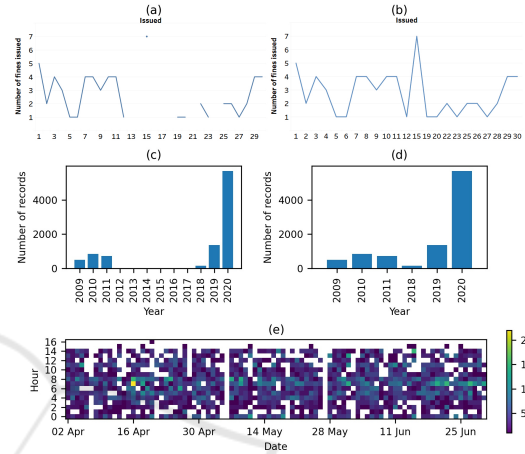 (a)
Issued
Number of fines issued
7
6
5
4
3
2
1
1 3 5 7 9 11 13 15 17 19 21 23 25 27 29
(b)
Issued
Number of fines issued
7
6
5
4
3
2
1
1 2 3 4 5 6 7 8 9 10 11 12 15 19 20 22 23 25 26 27 28 29 30
(c)
Number of records
4000
2000
0
2009 2010 2011 2012 2013 2014 2015 2016 2017 2018 2019 2020
Year
(d)
Number of records
4000
2000
0
2009 2010 2011 2018 2019 2020
Year
(e)
Hour
16
14
12
10
8
6
4
2
0
02 Apr 16 Apr 30 Apr 14 May 28 May 11 Jun 25 Jun
Date